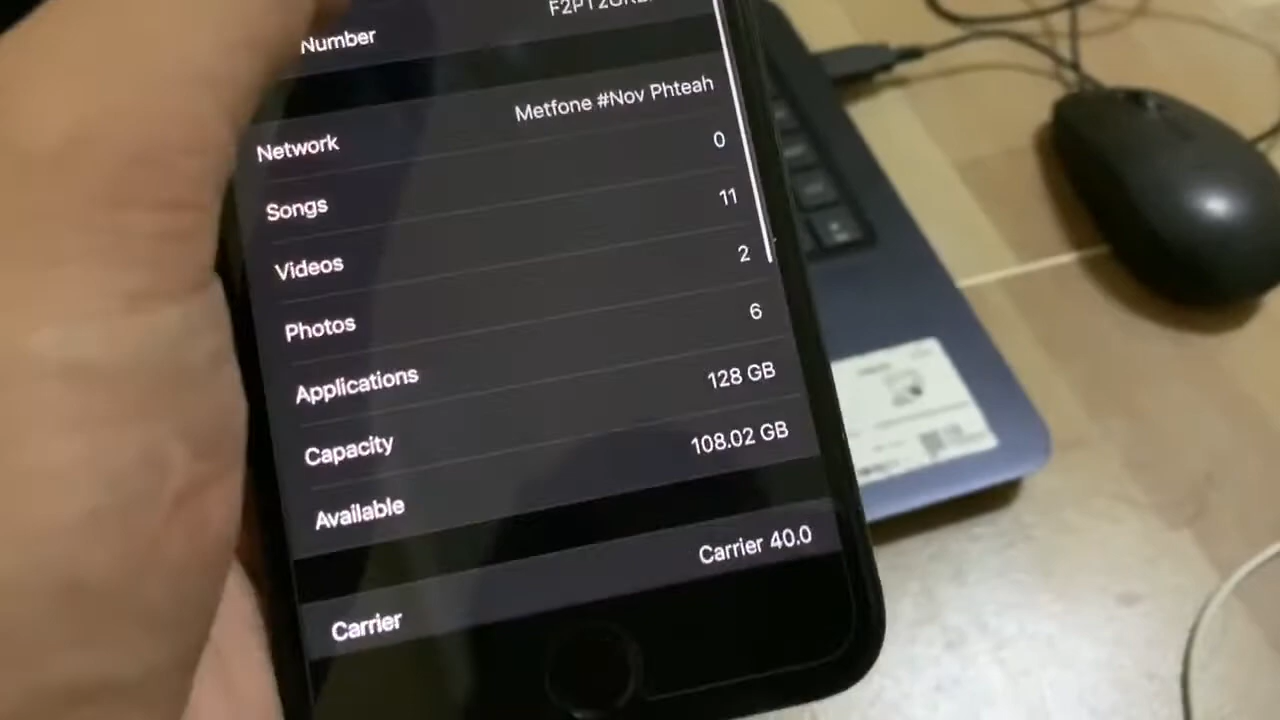 Number
Network Metfone #Nov Phteah
Songs 0
Videos 11
Photos 2
Applications 6
Capacity 128 GB
Available 108.02 GB
Carrier Carrier 40.0